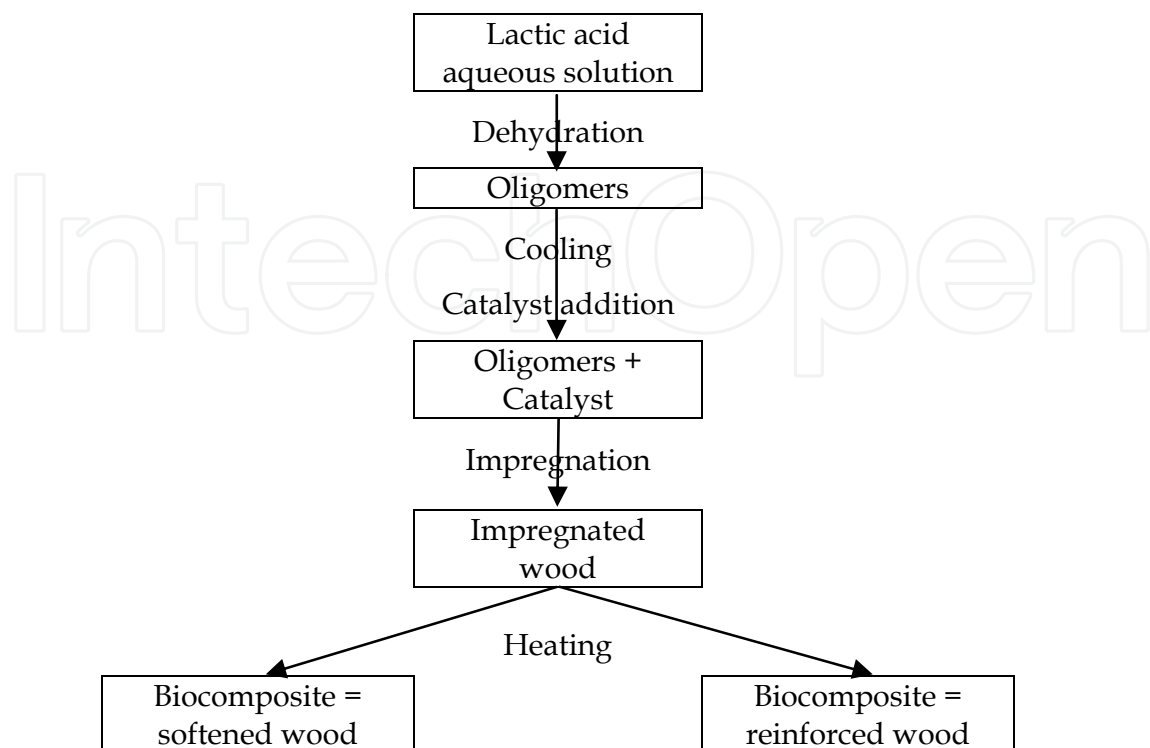 Lactic acid
aqueous solution
Dehydration
Oligomers
IntechOpen
Cooling
Catalyst addition
Oligomers +
Catalyst
Impregnation
Impregnated
wood
Heating
Biocomposite =
softened wood
Biocomposite =
reinforced wood